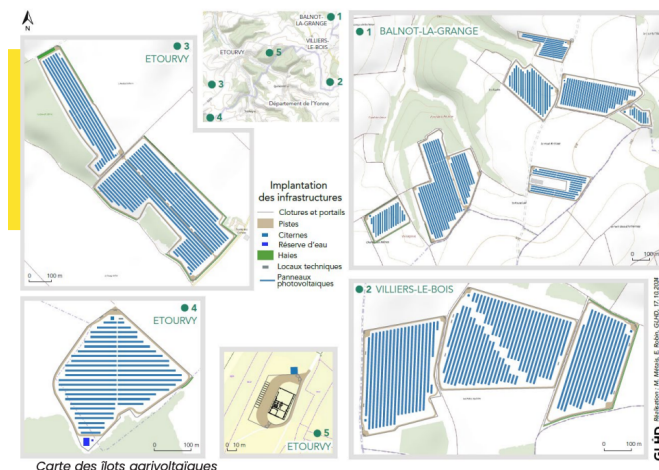 N
3
ETOURVY
0 100 m
BALNOT-
LA-GRANGE
1
VILLIERS-
LE-BOIS
ETOURVY
5
2
3
4
Département de l'Yonne
1 BALNOT-LA-GRANGE
0 100 m
Implantation
des infrastructures
Clotures et portails
Pistes
Citernes
Réserve d'eau
Haies
Locaux techniques
Panneaux
photovoltaïques
4
ETOURVY
0 100 m
5
ETOURVY
0 10 m
2 VILLIERS-LE-BOIS
0 100 m
GLHD Réalisation : M. Métais, E. Robin, GLHD, 17.10.2024
Carte des îlots agrivoltaïques